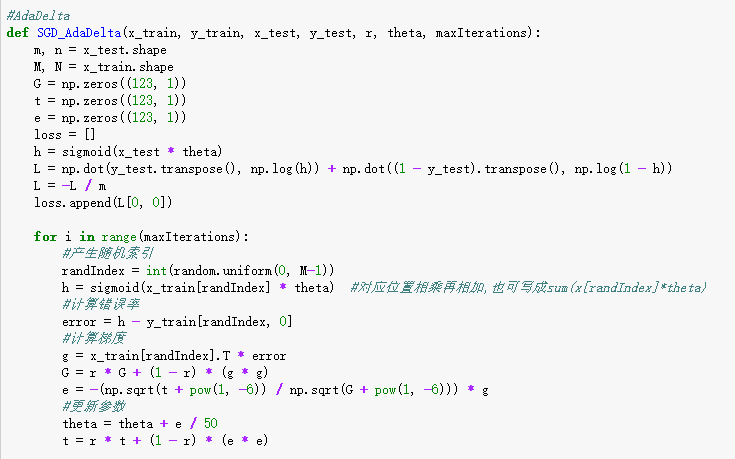 #AdaDelta
def SGD_AdaDelta(x_train, y_train, x_test, y_test, r, theta, maxIterations):
    m, n = x_test.shape
    M, N = x_train.shape
    G = np.zeros((123, 1))
    t = np.zeros((123, 1))
    e = np.zeros((123, 1))
    loss = []
    h = sigmoid(x_test * theta)
    L = np.dot(y_test.transpose(), np.log(h)) + np.dot((1 - y_test).transpose(), np.log(1 - h))
    L = -L / m
    loss.append(L[0, 0])

    for i in range(maxIterations):
        #产生随机索引
        randIndex = int(random.uniform(0, M-1))
        h = sigmoid(x_train[randIndex] * theta)  #对应位置相乘再相加,也可写成sum(x[randIndex]*theta)
        #计算错误率
        error = h - y_train[randIndex, 0]
        #计算梯度
        g = x_train[randIndex].T * error
        G = r * G + (1 - r) * (g * g)
        e = -(np.sqrt(t + pow(1, -6)) / np.sqrt(G + pow(1, -6))) * g
        #更新参数
        theta = theta + e / 50
        t = r * t + (1 - r) * (e * e)